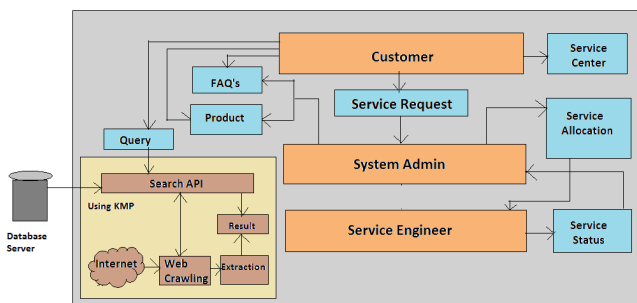 Customer
Service
Center
FAQ's
Service Request
Product
Service
Allocation
Query
System Admin
Search API
Using KMP
Result
Database
Server
Service Engineer
Service
Status
Internet
Web
Crawling
Extraction